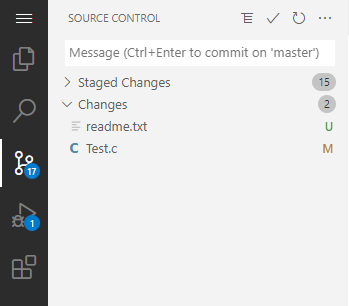 SOURCE CONTROL
Message (Ctrl+Enter to commit on 'master')
Staged Changes 15
Changes 2
readme.txt U
17
C Test.c M
1